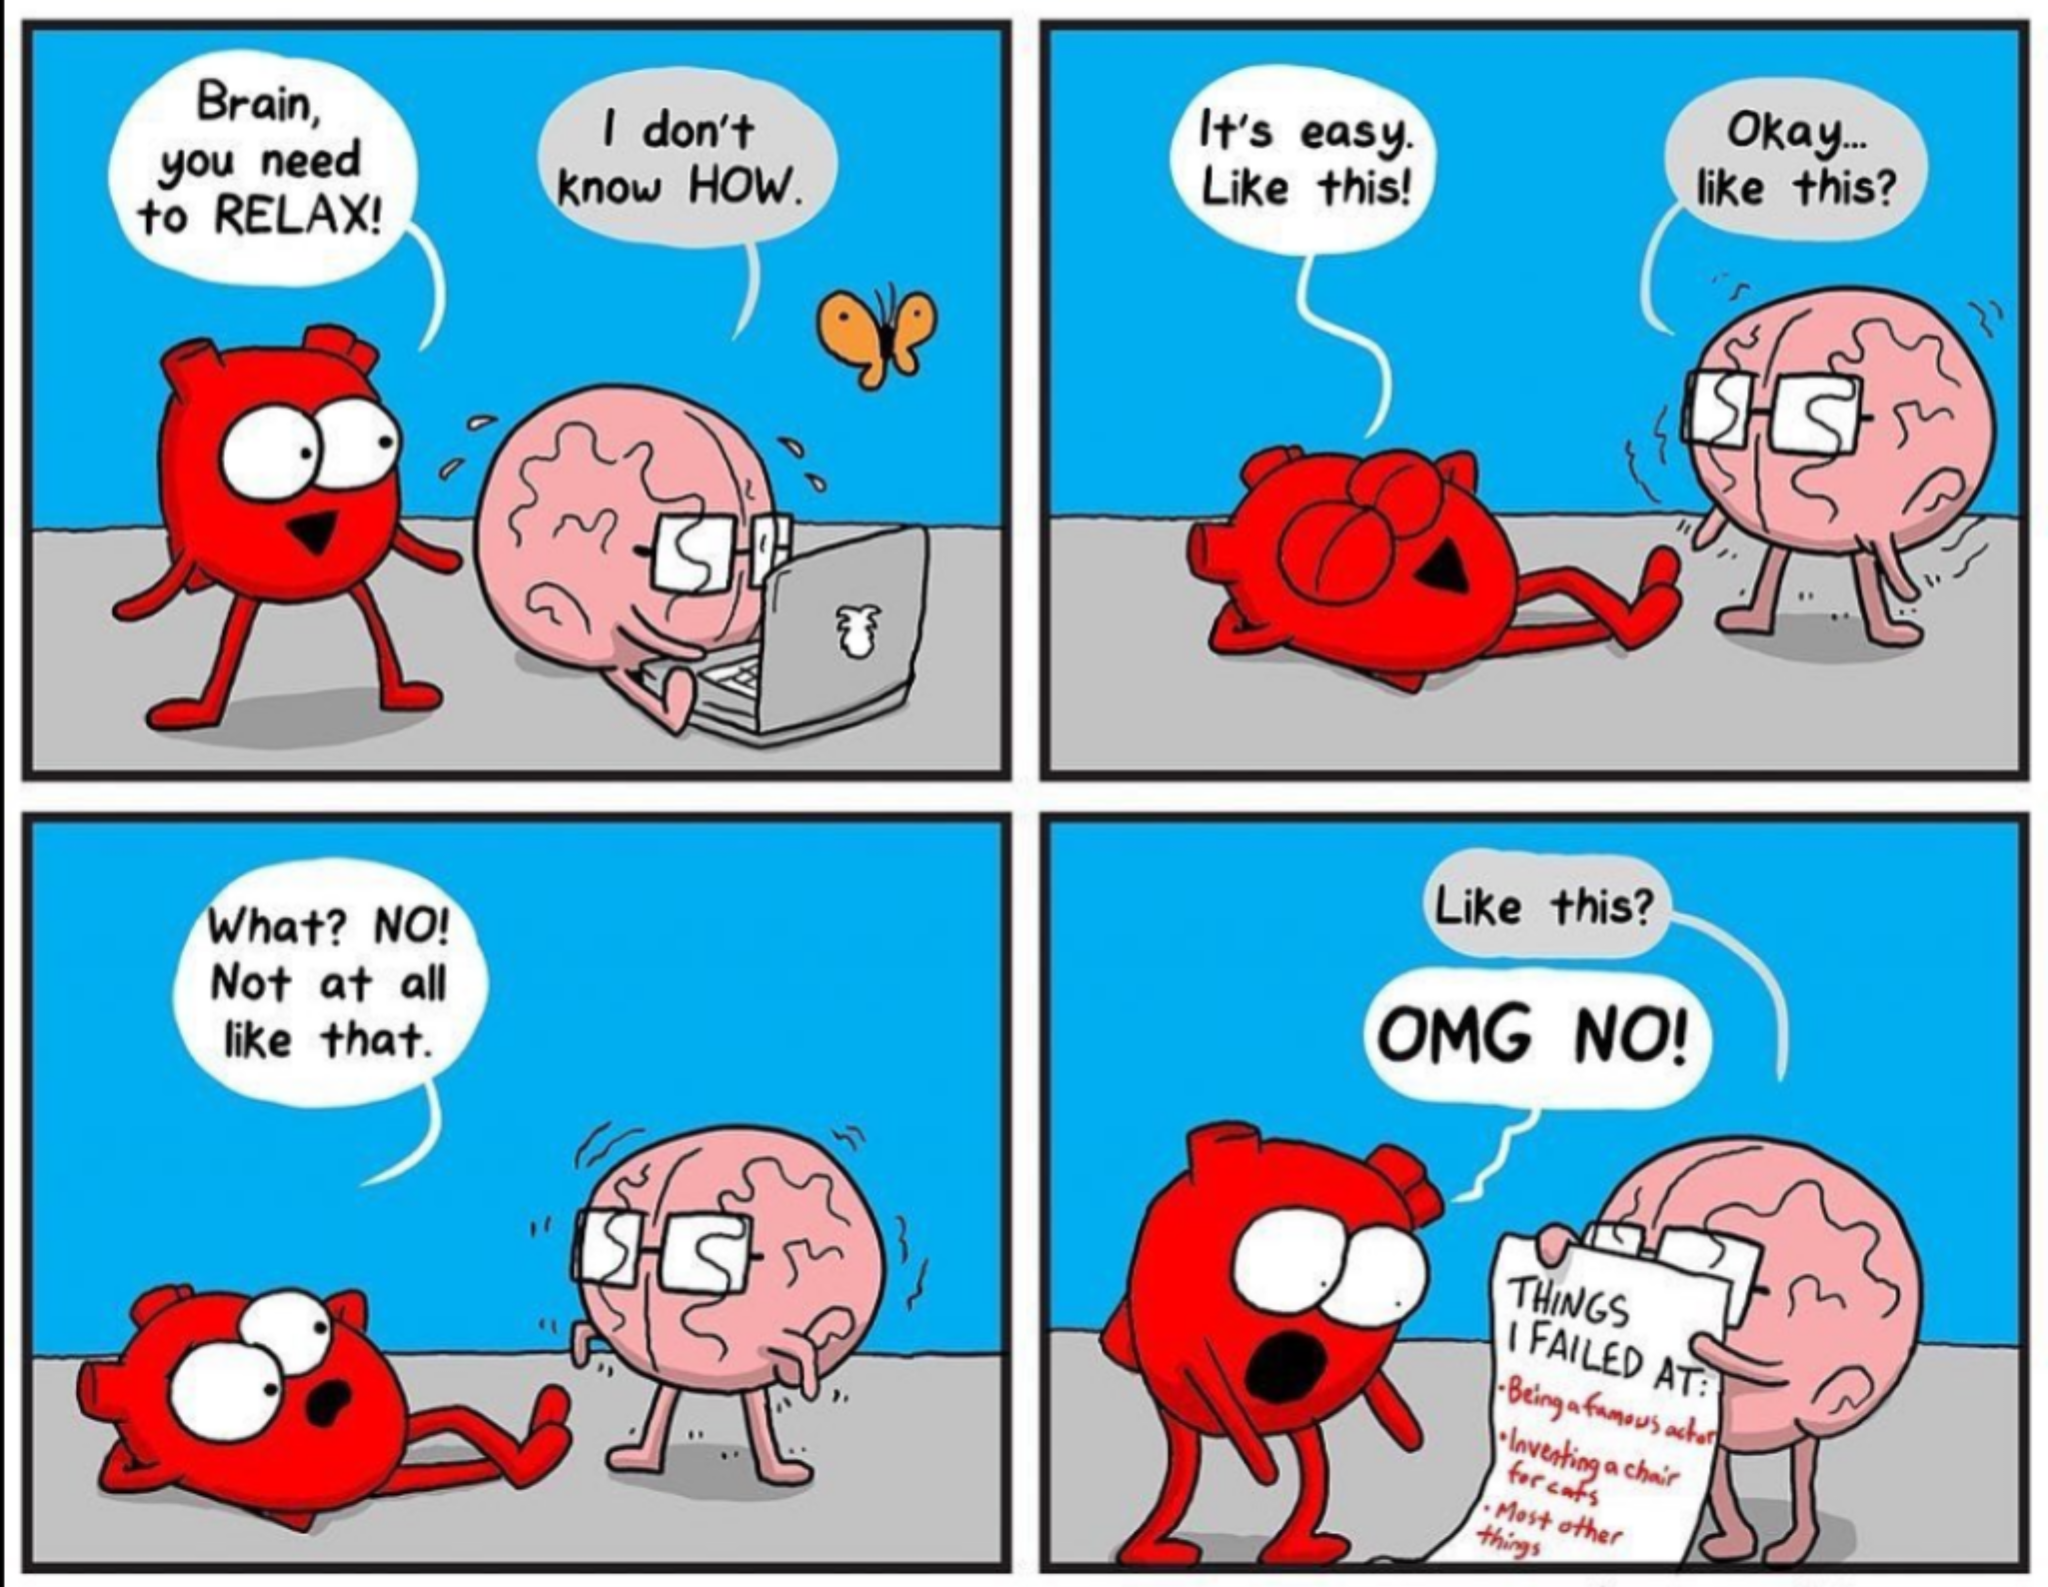 Brain,
you need
to RELAX!
I don't
know HOW.
It's easy.
Like this!
Okay...
like this?
What? NO!
Not at all
like that.
Like this?
OMG NO!
THINGS
I FAILED AT:
•Being a famous actor
•Inventing a chair
for cats
•Most other
things